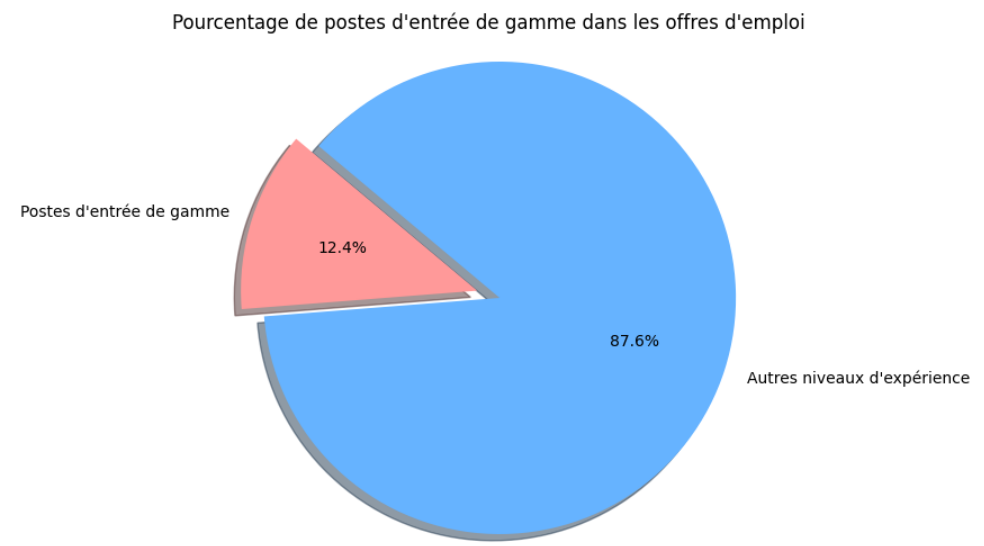 Pourcentage de postes d'entrée de gamme dans les offres d'emploi
Postes d'entrée de gamme
12.4%
87.6%
Autres niveaux d'expérience